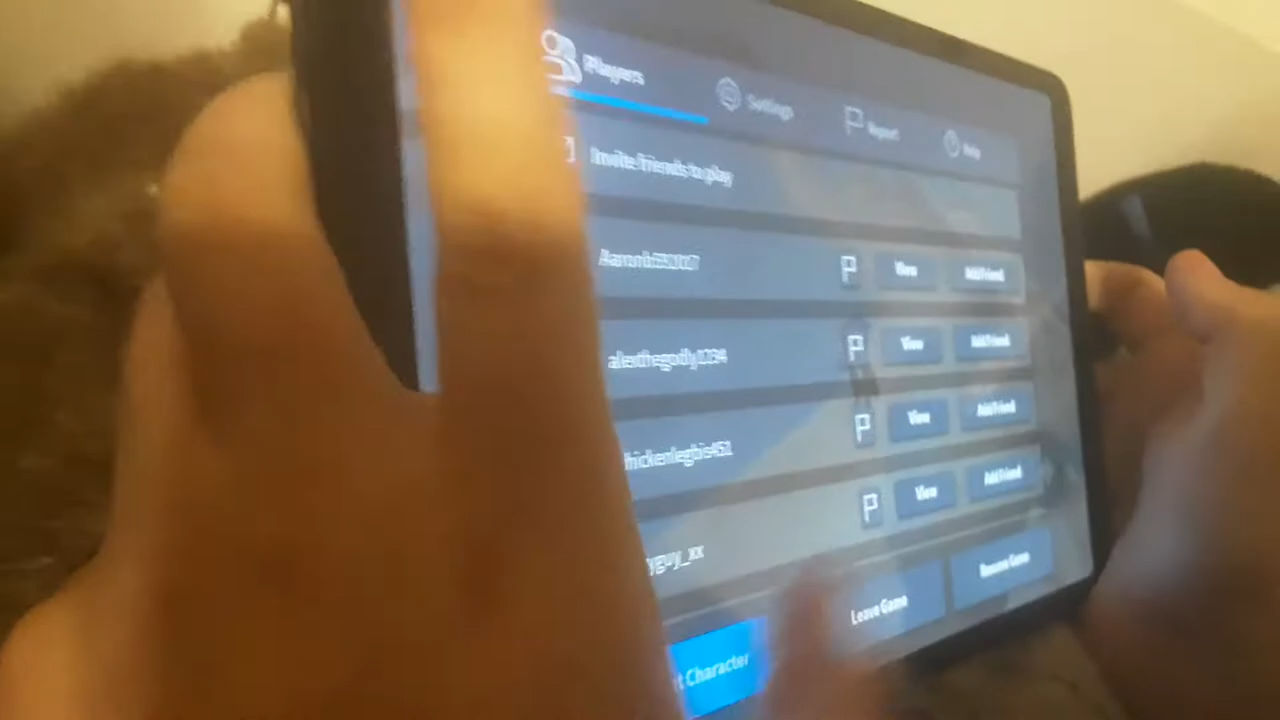 Players Settings Report Help
Invite friends to play
View Add Friend
alexthegodly1234 View Add Friend
View Add Friend
yguy_xx View Add Friend
t Character Leave Game Resume Game